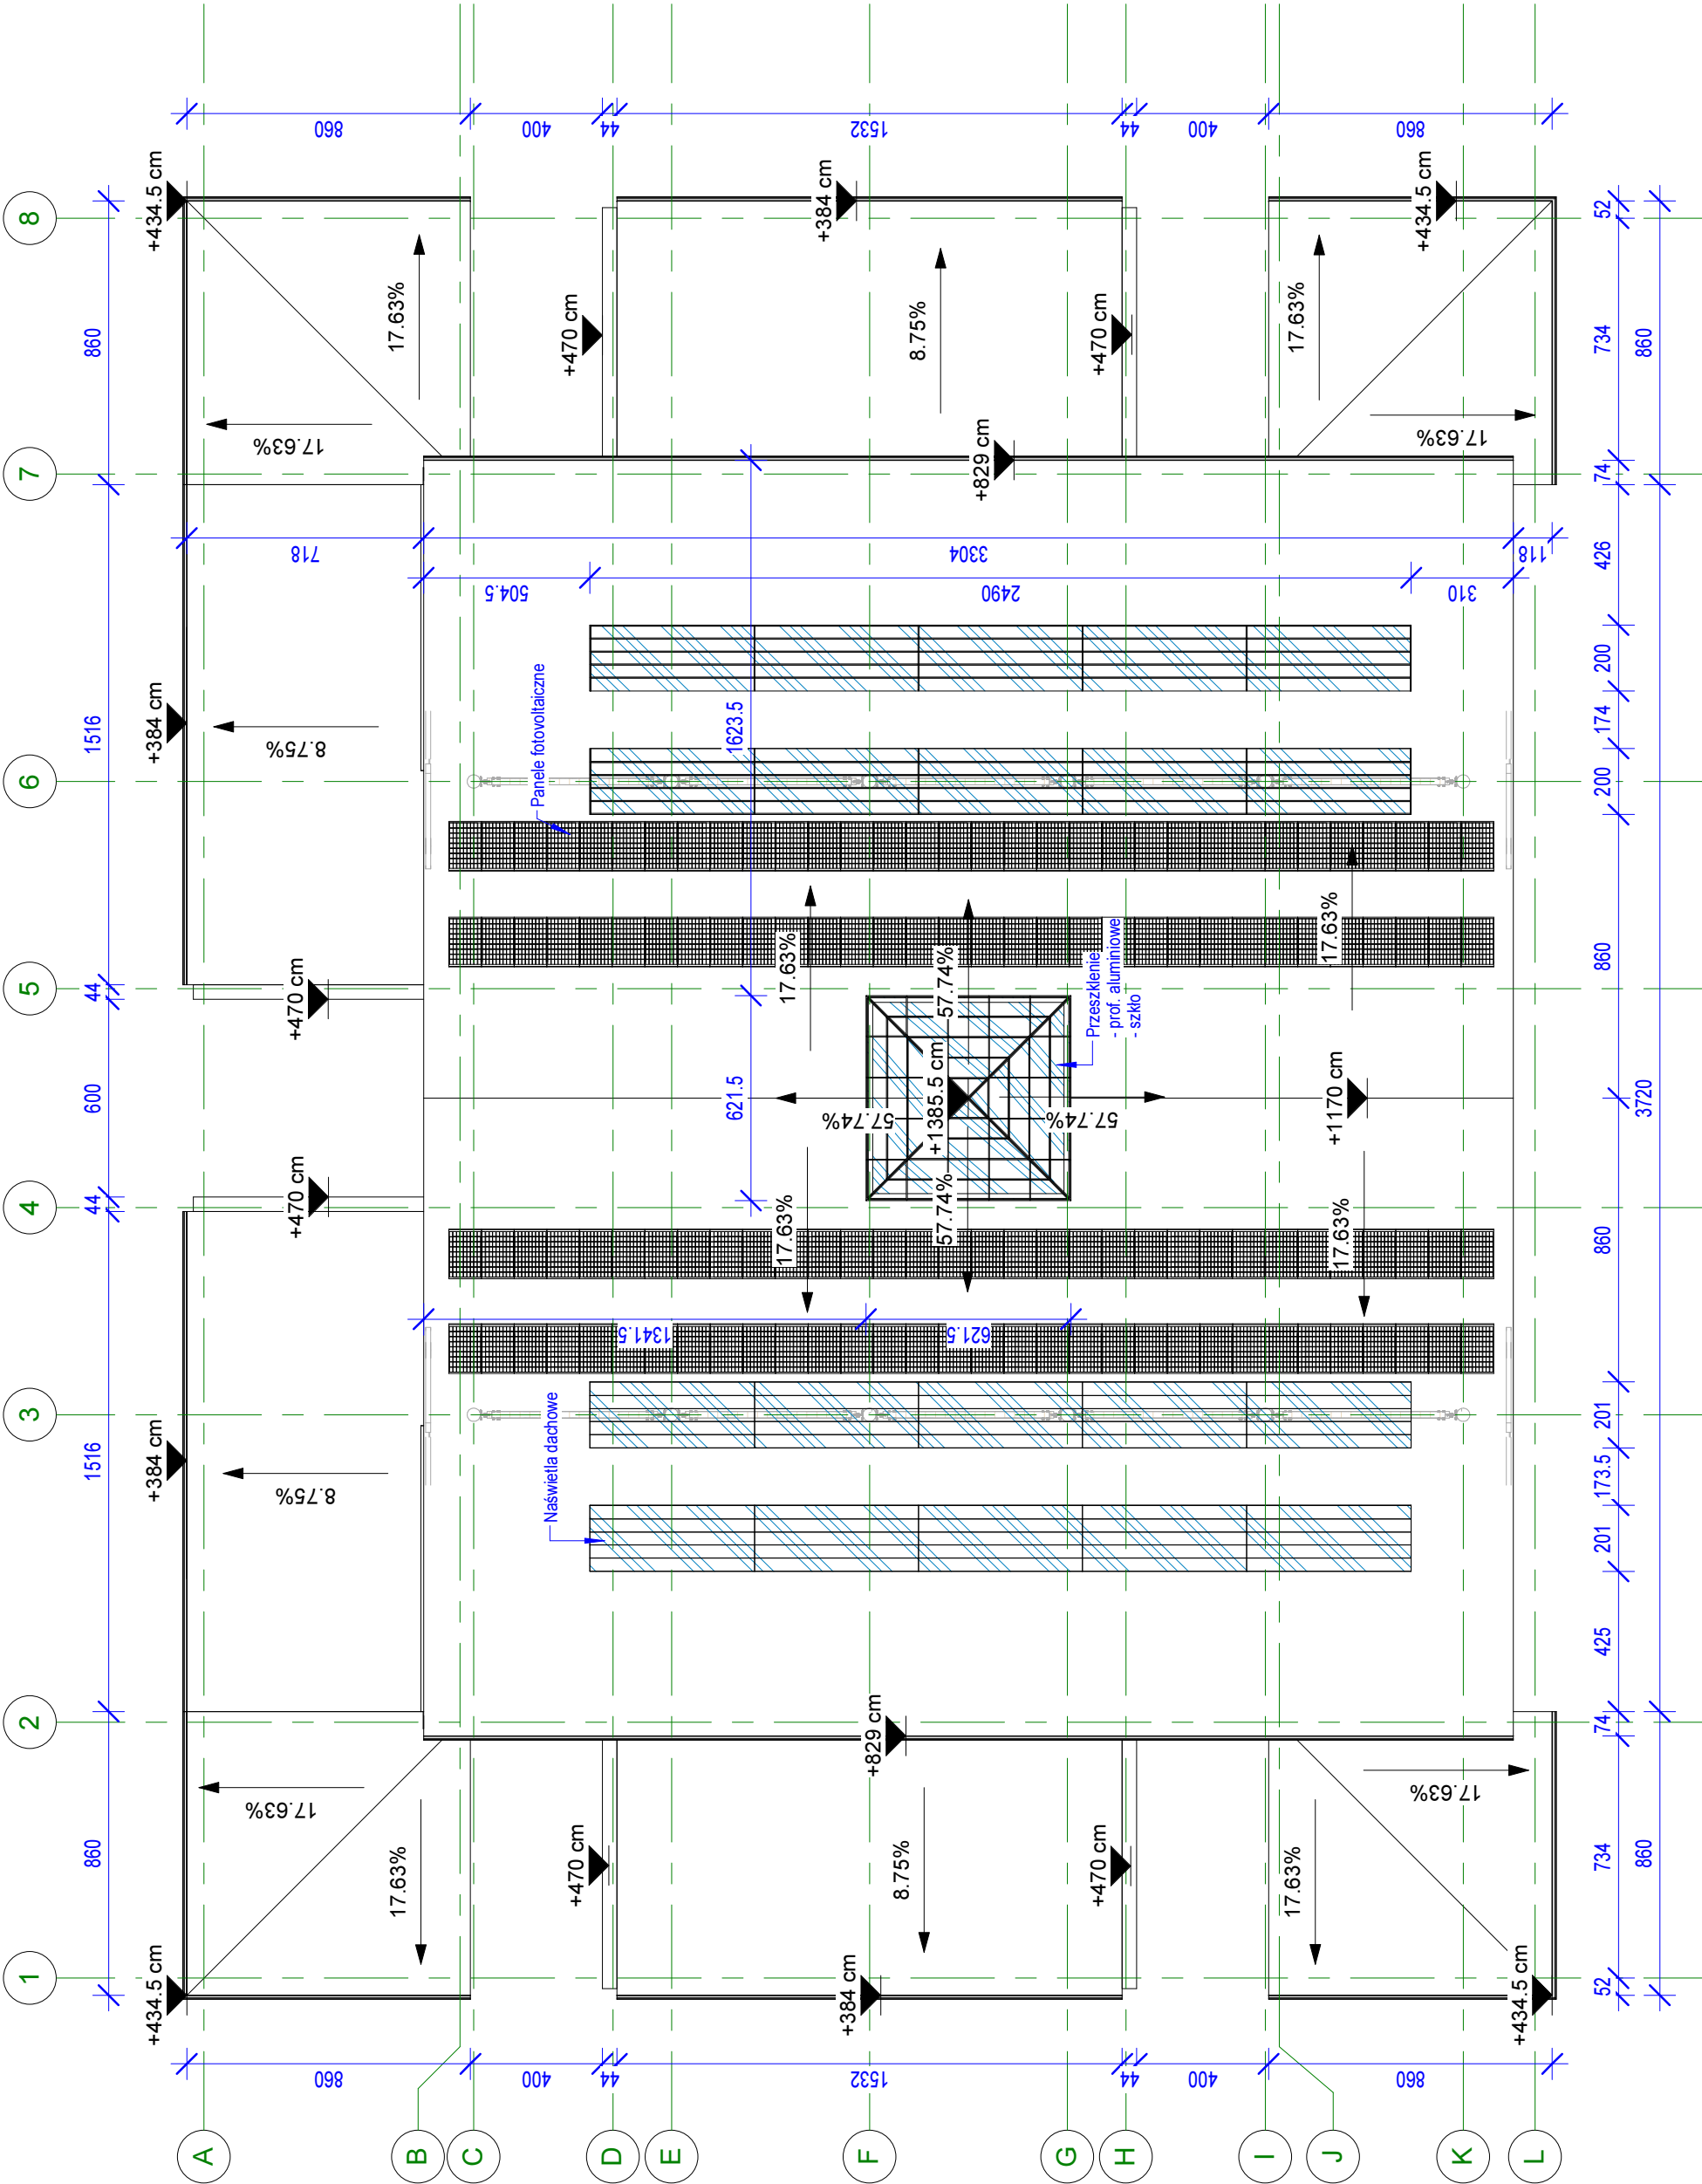 8
7
6
5
4
3
2
1
A
B
C
D
E
F
G
H
I
J
K
L
860
1516
44
600
44
1516
860
860
400
44
1532
44
400
860
860
400
44
1532
44
400
860
52
734
74
426
200
174
200
860
860
201
173.5
201
425
74
734
52
860
3720
860
718
3304
118
504.5
2490
310
1623.5
621.5
1341.5
621.5
+434.5 cm
+384 cm
+434.5 cm
+470 cm
+470 cm
+829 cm
+384 cm
+470 cm
+470 cm
+384 cm
+1385.5 cm
+1170 cm
+829 cm
+434.5 cm
+470 cm
+384 cm
+470 cm
+434.5 cm
17.63%
17.63%
8.75%
17.63%
17.63%
8.75%
17.63%
17.63%
57.74%
57.74%
57.74%
57.74%
17.63%
17.63%
8.75%
17.63%
17.63%
8.75%
17.63%
17.63%
Panele fotovoltaiczne
Przeszklenie
- prof. aluminiowe
- szkło
Naświetla dachowe